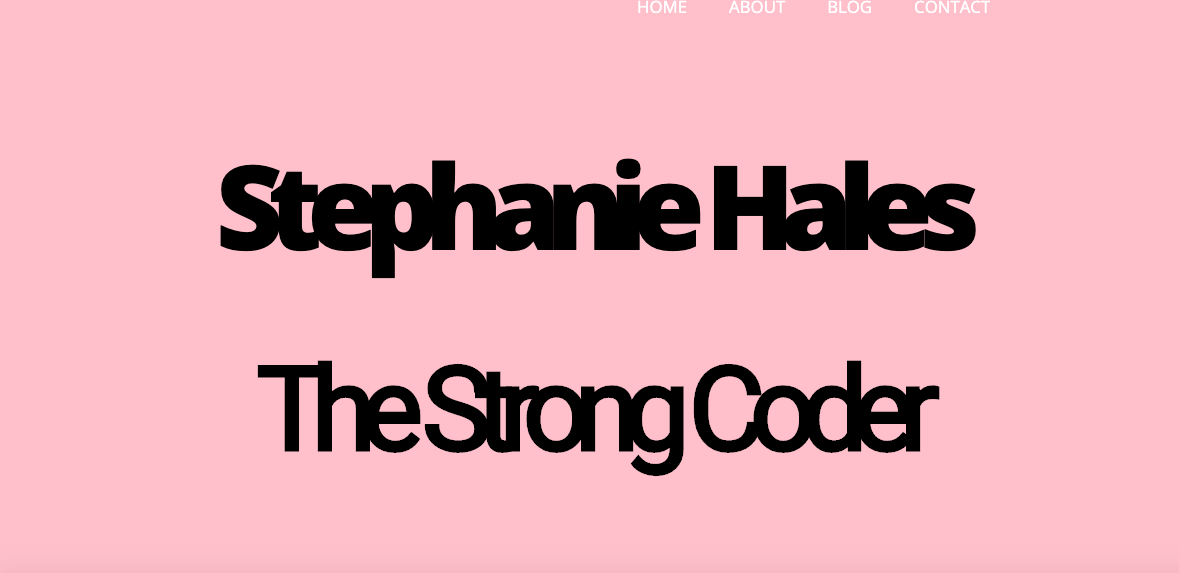 HOME ABOUT BLOG CONTACT
Stephanie Hales
The Strong Coder